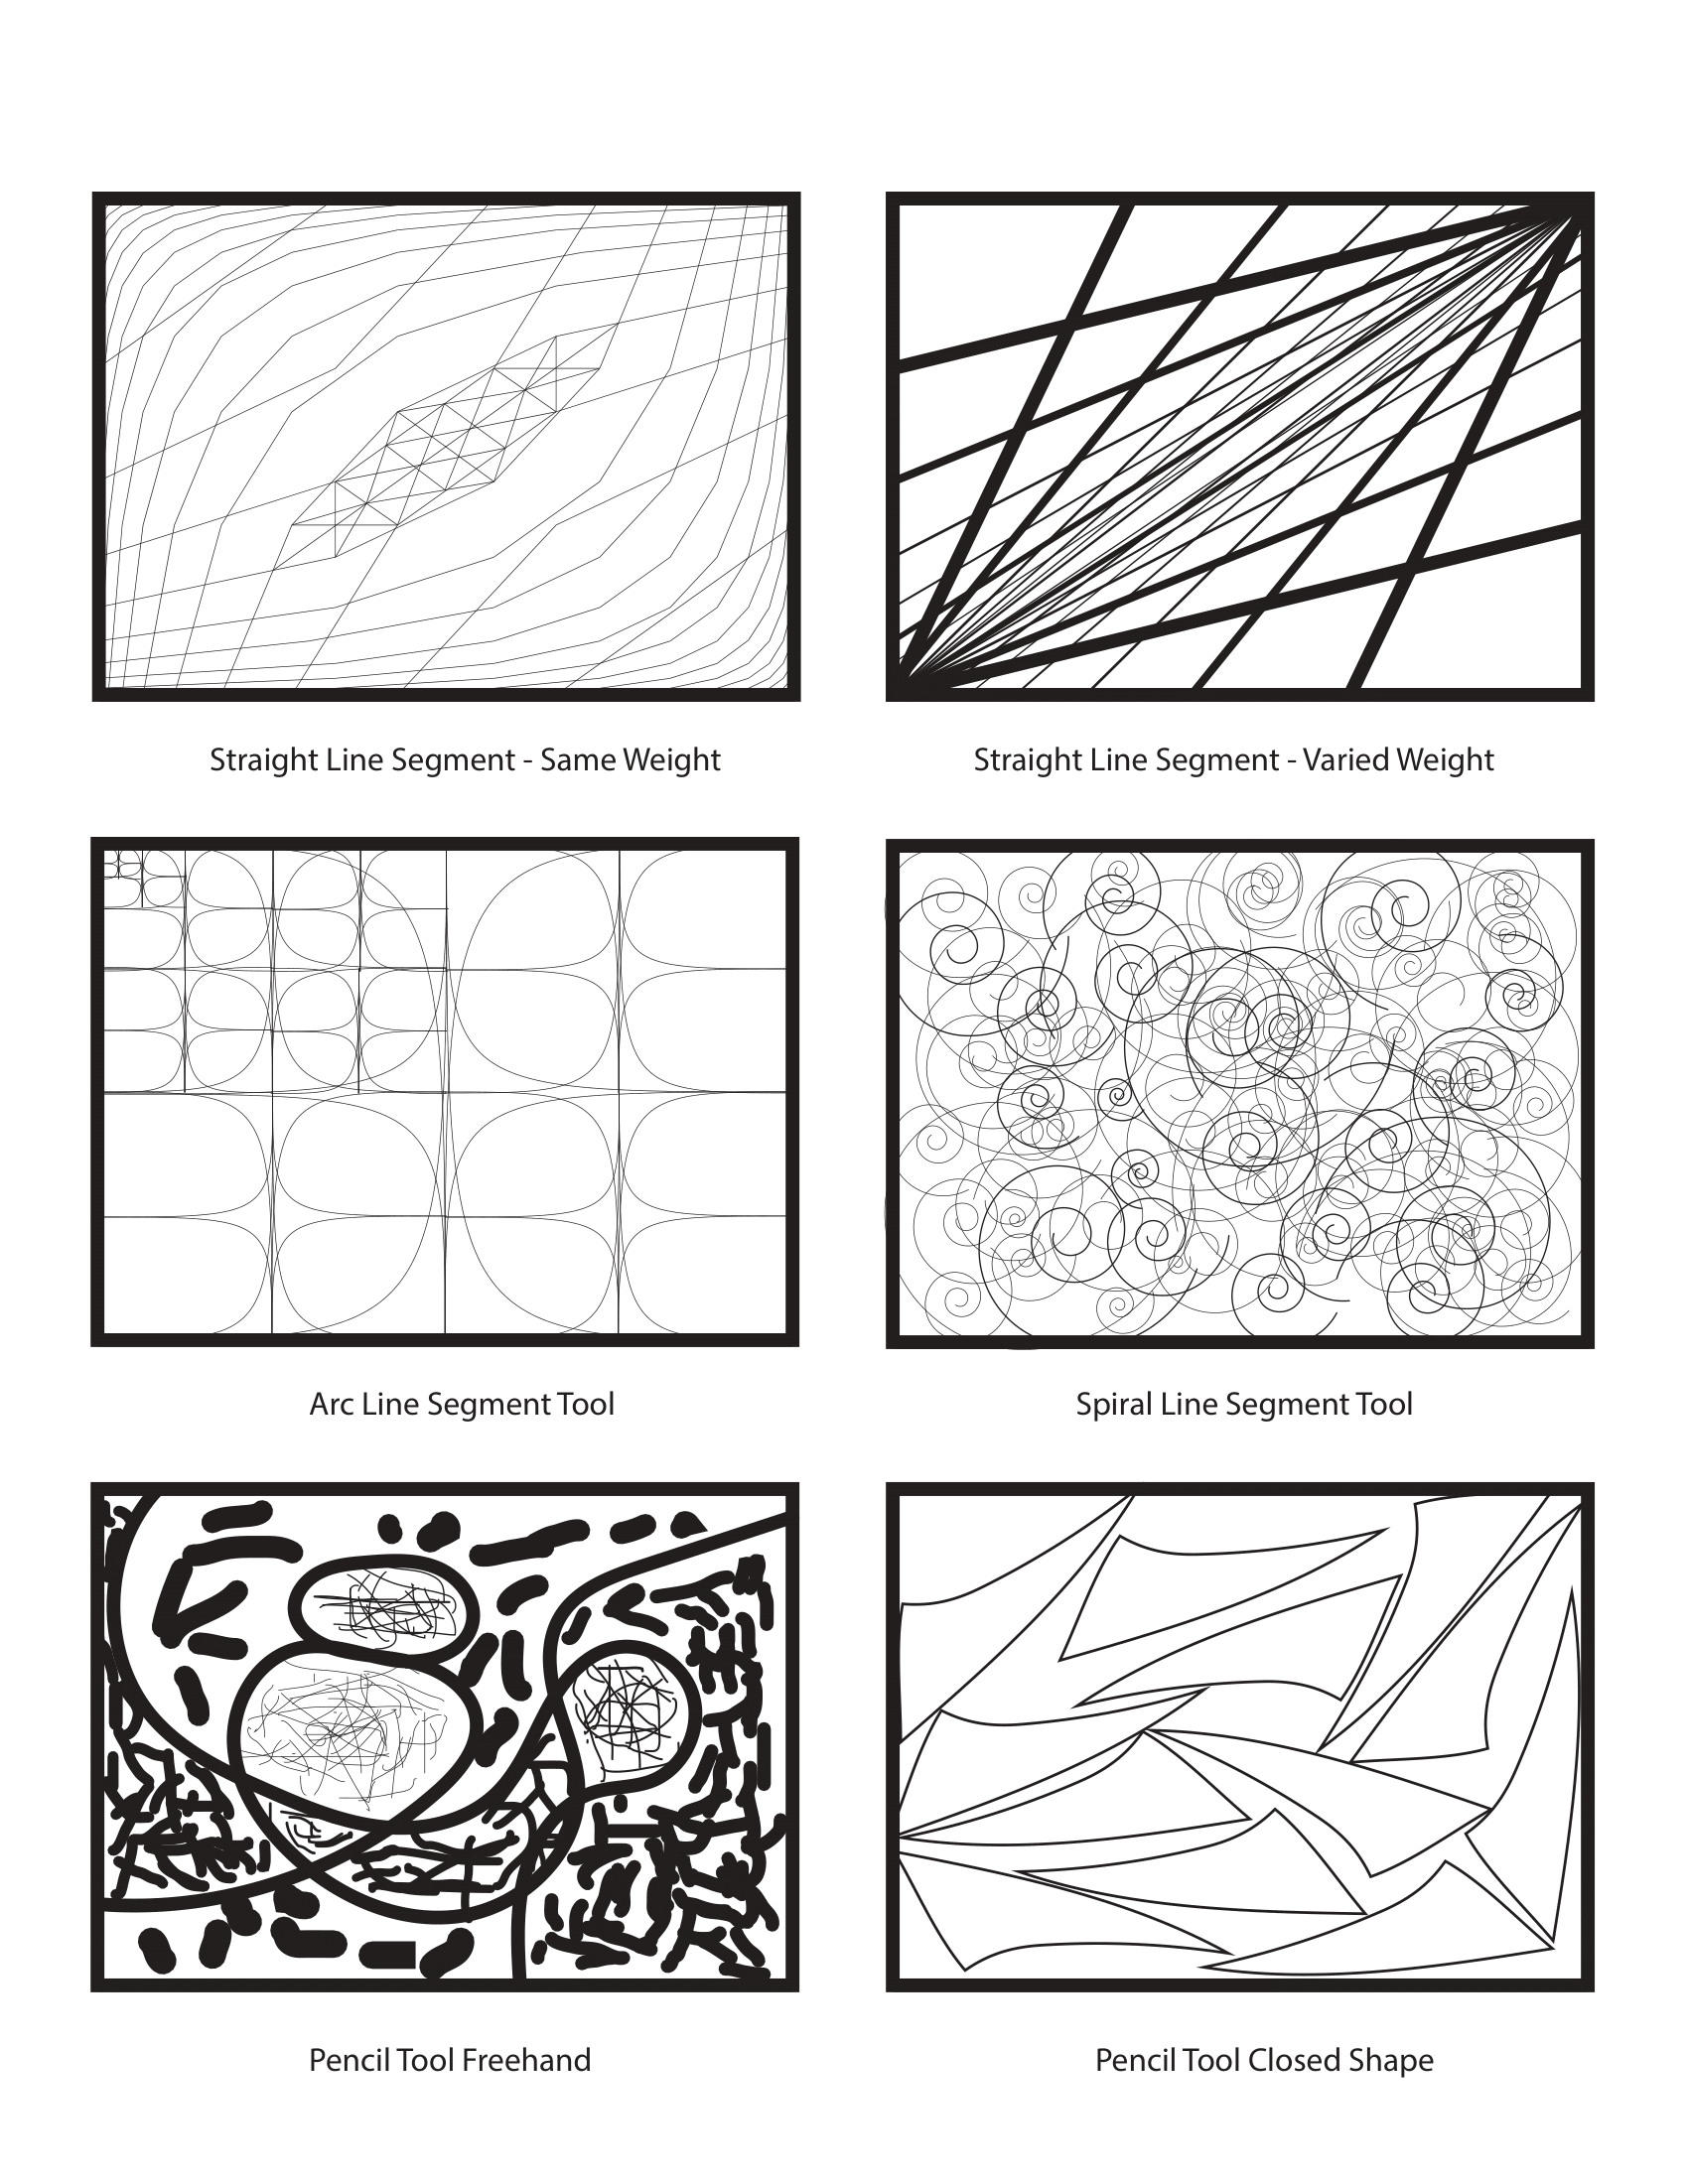 Straight Line Segment - Same Weight
Straight Line Segment - Varied Weight
Arc Line Segment Tool
Spiral Line Segment Tool
Pencil Tool Freehand
Pencil Tool Closed Shape